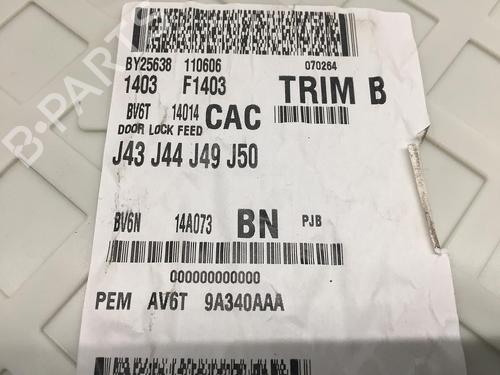 BY25638 110606 070264
1403 F1403 TRIM B
BV6T 14014 CAC
DOOR LOCK FEED
J43 J44 J49 J50
BV6N 14A073 BN PJB
000000000000
PEM AV6T 9A340AAA
B-PARTS